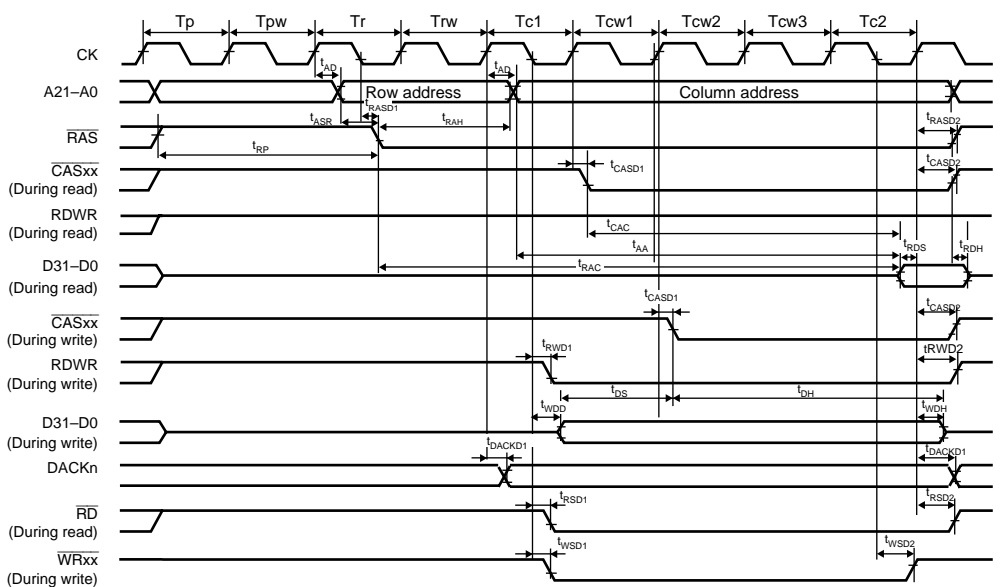 Tp Tpw Tr Trw Tc1 Tcw1 Tcw2 Tcw3 Tc2
CK
tAD tAD
A21–A0 Row address Column address
tRASD1 tRASD2
tASR tRAH
RAS
tRP
CASxx tCASD1 tCASD2
(During read)
RDWR
(During read) tCAC
tAA tRDS tRDH
D31–D0 tRAC
(During read)
tCASD1 tCASD2
CASxx
(During write)
tRWD1 tRWD2
RDWR
(During write)
tDS tDH
tWDD tWDH
D31–D0
(During write)
tDACKD1 tDACKD1
DACKn
tRSD1 tRSD2
RD
(During read)
tWSD1 tWSD2
WRxx
(During write)